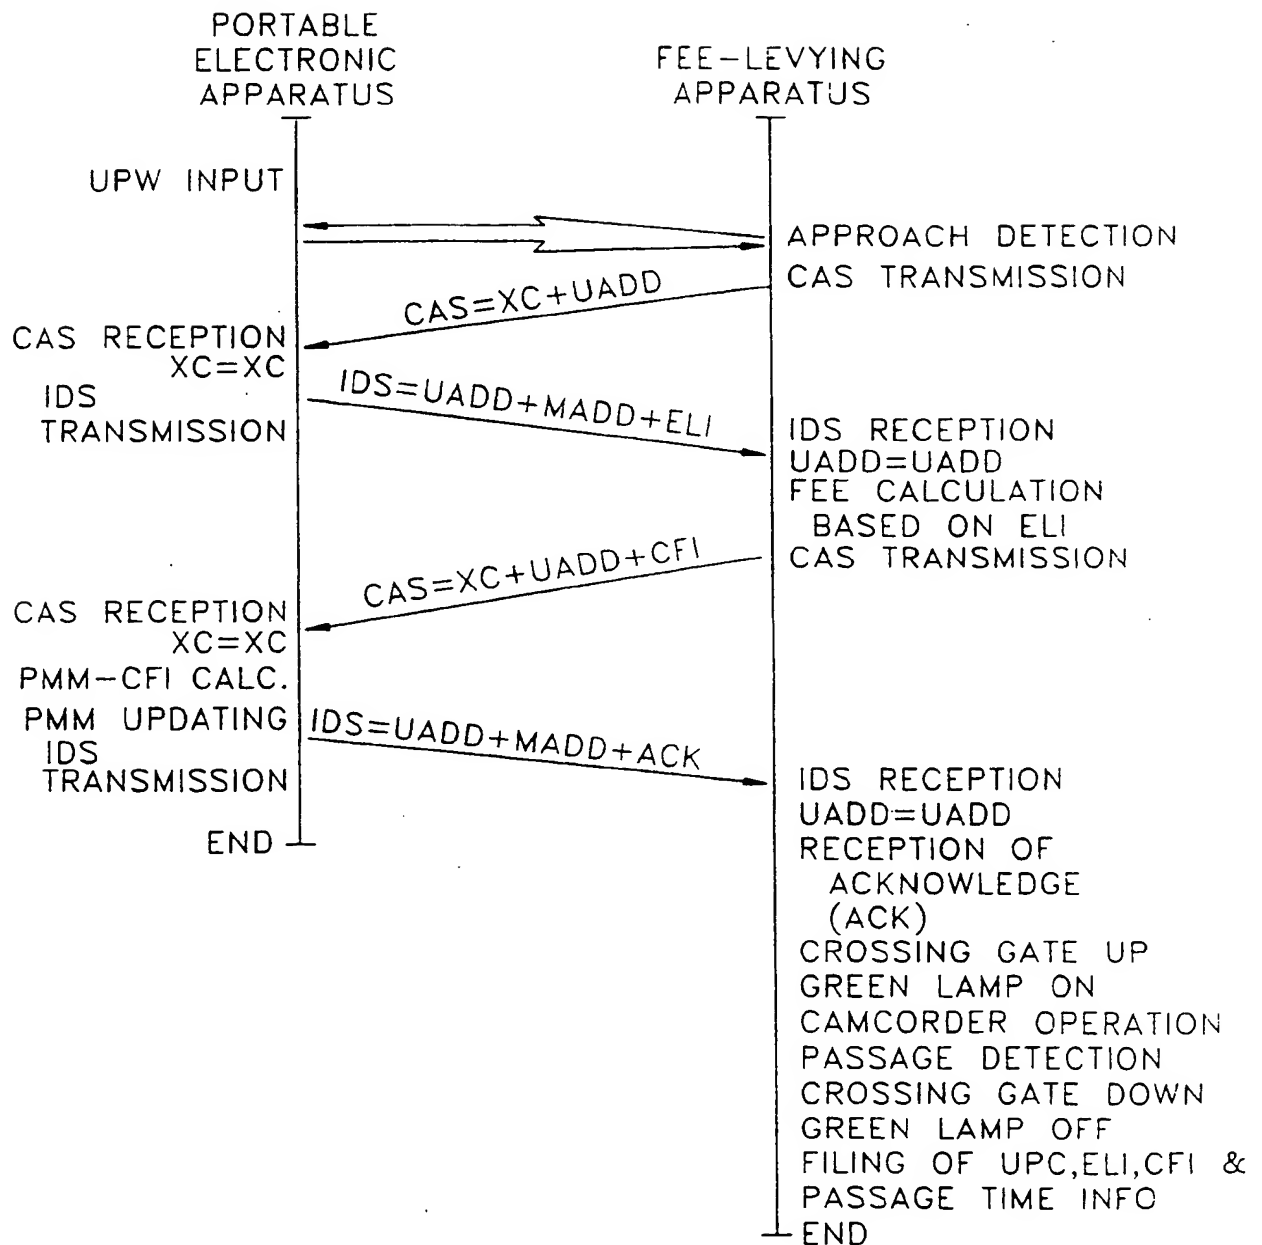 PORTABLE
ELECTRONIC
APPARATUS
FEE-LEVYING
APPARATUS
UPW INPUT
APPROACH DETECTION
CAS TRANSMISSION
CAS=XC+UADD
CAS RECEPTION
XC=XC
IDS
TRANSMISSION
IDS=UADD+MADD+ELI
IDS RECEPTION
UADD=UADD
FEE CALCULATION
BASED ON ELI
CAS TRANSMISSION
CAS=XC+UADD+CFI
CAS RECEPTION
XC=XC
PMM-CFI CALC.
PMM UPDATING
IDS
TRANSMISSION
IDS=UADD+MADD+ACK
END
IDS RECEPTION
UADD=UADD
RECEPTION OF
ACKNOWLEDGE
(ACK)
CROSSING GATE UP
GREEN LAMP ON
CAMCORDER OPERATION
PASSAGE DETECTION
CROSSING GATE DOWN
GREEN LAMP OFF
FILING OF UPC,ELI,CFI &
PASSAGE TIME INFO
END